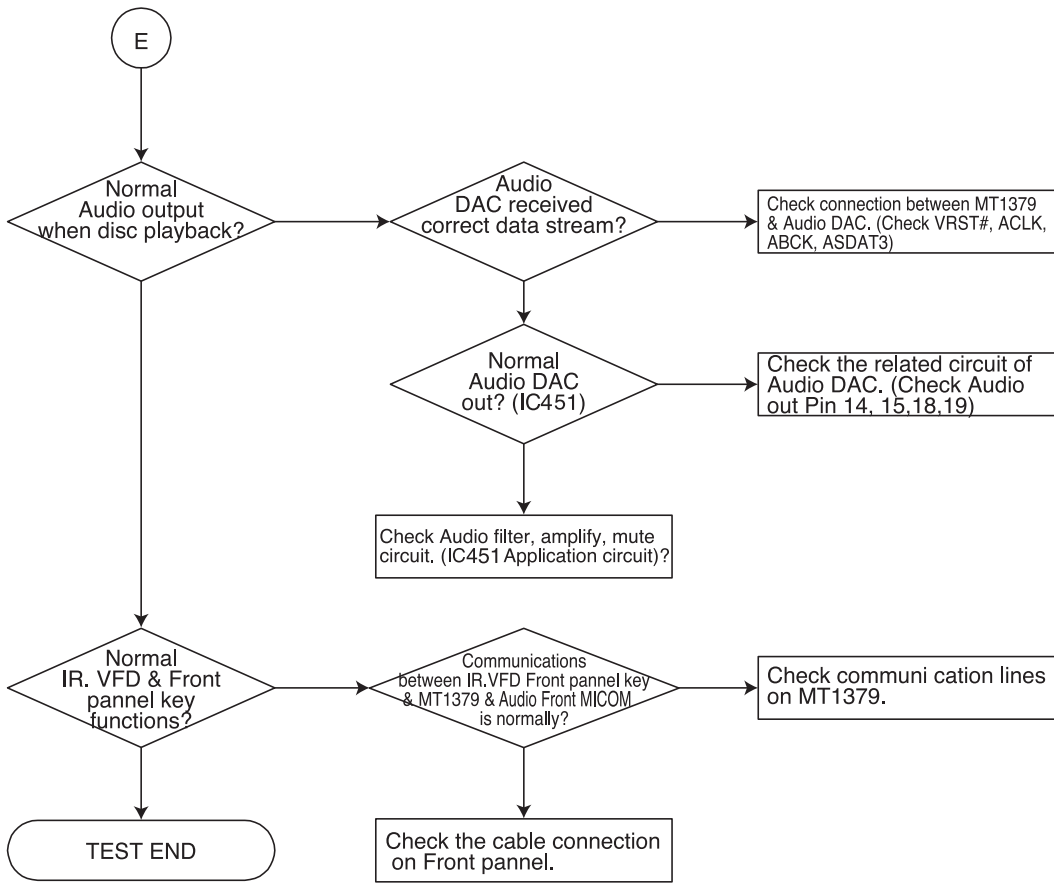 E
Normal
Audio output
when disc playback?
Audio
DAC received
correct data stream?
Check connection between MT1379
& Audio DAC. (Check VRST#, ACLK,
ABCK, ASDAT3)
Normal
Audio DAC
out? (IC451)
Check the related circuit of
Audio DAC. (Check Audio
out Pin 14, 15,18,19)
Check Audio filter, amplify, mute
circuit. (IC451 Application circuit)?
Normal
IR. VFD & Front
pannel key
functions?
Communications
between IR.VFD Front pannel key
& MT1379 & Audio Front MICOM
is normally?
Check communi cation lines
on MT1379.
TEST END
Check the cable connection
on Front pannel.